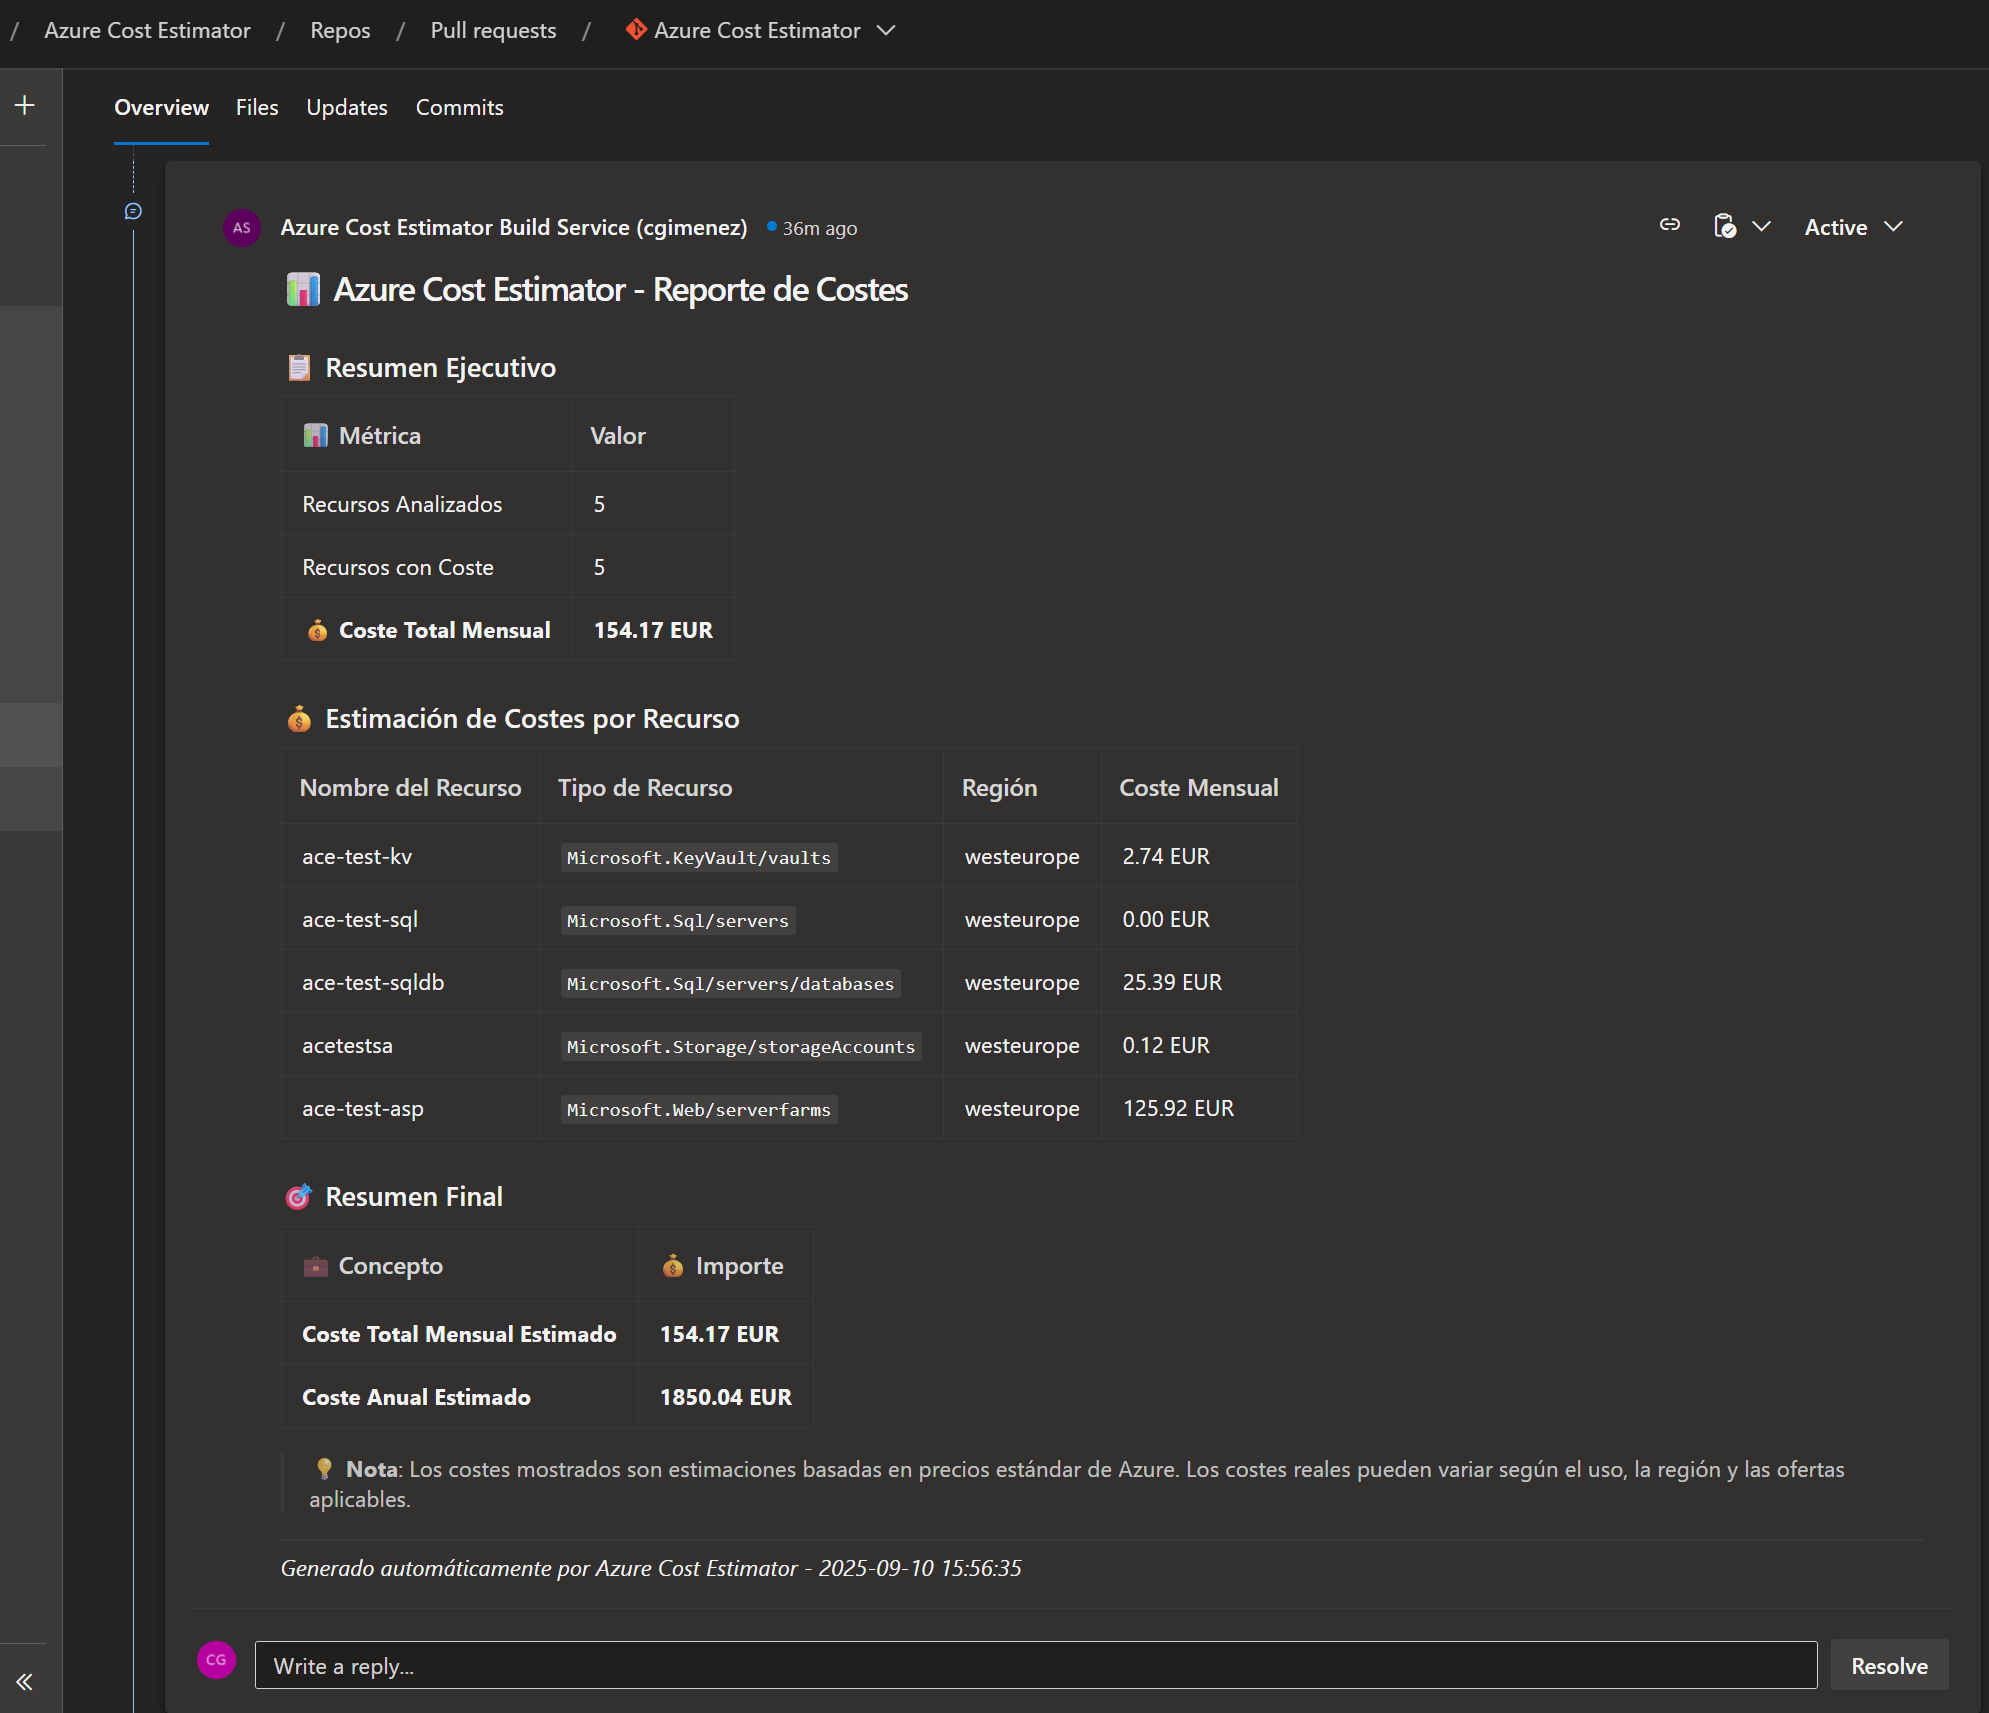 / Azure Cost Estimator / Repos / Pull requests / Azure Cost Estimator
Overview Files Updates Commits
AS Azure Cost Estimator Build Service (cgimenez) 36m ago Active
Azure Cost Estimator - Reporte de Costes
Resumen Ejecutivo
Métrica Valor
Recursos Analizados 5
Recursos con Coste 5
Coste Total Mensual 154.17 EUR
Estimación de Costes por Recurso
Nombre del Recurso Tipo de Recurso Región Coste Mensual
ace-test-kv Microsoft.KeyVault/vaults westeurope 2.74 EUR
ace-test-sql Microsoft.Sql/servers westeurope 0.00 EUR
ace-test-sqldb Microsoft.Sql/servers/databases westeurope 25.39 EUR
acetestsa Microsoft.Storage/storageAccounts westeurope 0.12 EUR
ace-test-asp Microsoft.Web/serverfarms westeurope 125.92 EUR
Resumen Final
Concepto Importe
Coste Total Mensual Estimado 154.17 EUR
Coste Anual Estimado 1850.04 EUR
Nota: Los costes mostrados son estimaciones basadas en precios estándar de Azure. Los costes reales pueden variar según el uso, la región y las ofertas
aplicables.
Generado automáticamente por Azure Cost Estimator - 2025-09-10 15:56:35
CG Write a reply... Resolve